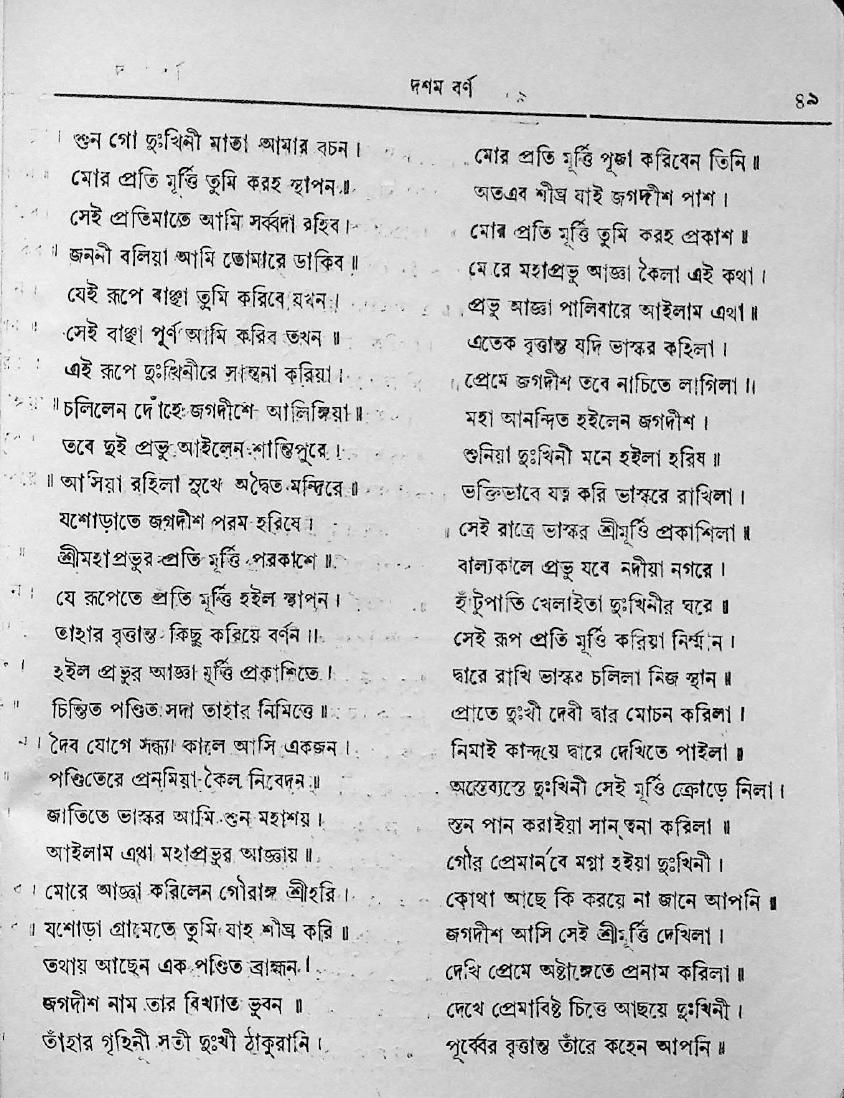 দশম বর্ণ
৪৯
শুন গো দুঃখিনী মাতা আমার বচন।
মোর প্রতি মূর্ত্তি তুমি করহ স্থাপন॥
সেই প্রতিমাতে আমি সর্ব্বদা রহিব।
জননী বলিয়া আমি তোমারে ডাকিব॥
যেই রূপে বাঞ্ছা তুমি করিবে যখন।
সেই বাঞ্ছা পূর্ণ আমি করিব তখন॥
এই রূপে দুঃখিনীরে সান্ত্বনা করিয়া।
চলিলেন দোঁহে জগদীশে আলিঙ্গিয়া॥
তবে দুই প্রভু আইলেন শান্তিপুরে।
আসিয়া রহিলা সুখে অদ্বৈত মন্দিরে॥
যশোড়াতে জগদীশ পরম হরিষে।
শ্রীমহাপ্রভুর প্রতি মূর্ত্তি পরকাশে॥
যে রূপেতে প্রতি মূর্ত্তি হইল স্থাপন।
তাহার বৃত্তান্ত কিছু করিয়ে বর্ণন॥
হইল প্রভুর আজ্ঞা মূর্ত্তি প্রকাশিতে।
চিন্তিত পণ্ডিত সদা তাহার নিমিত্তে॥
দৈব যোগে সন্ধ্যা কালে আসি একজন।
পণ্ডিতেরে প্রনমিয়া কৈল নিবেদন॥
জাতিতে ভাস্কর আমি শুন মহাশয়।
আইলাম এথা মহাপ্রভুর আজ্ঞায়॥
মোরে আজ্ঞা করিলেন গৌরাঙ্গ শ্রীহরি।
যশোড়া গ্রামেতে তুমি যাহ শীঘ্র করি॥
তথায় আছেন এক পণ্ডিত ব্রাহ্মন।
জগদীশ নাম তার বিখ্যাত ভুবন॥
তাঁহার গৃহিনী সতী দুঃখী ঠাকুরানি।
মোর প্রতি মূর্ত্তি পূজা করিবেন তিনি॥
অতএব শীঘ্র যাই জগদীশ পাশ।
মোর প্রতি মূর্ত্তি তুমি করহ প্রকাশ॥
মোরে মহাপ্রভু আজ্ঞা কৈলা এই কথা।
প্রভু আজ্ঞা পালিবারে আইলাম এথা॥
এতেক বৃত্তান্ত যদি ভাস্কর কহিলা।
প্রেমে জগদীশ তবে নাচিতে লাগিলা॥
মহা আনন্দিত হইলেন জগদীশ।
শুনিয়া দুঃখিনী মনে হইলা হরিষ॥
ভক্তিভাবে যত্ন করি ভাস্করে রাখিলা।
সেই রাত্রে ভাস্কর শ্রীমূর্ত্তি প্রকাশিলা॥
বাল্যকালে প্রভু যবে নদীয়া নগরে।
হাঁটুপাতি খেলাইতা দুঃখিনীর ঘরে॥
সেই রূপ প্রতি মূর্ত্তি করিয়া নির্ম্মান।
দ্বারে রাখি ভাস্কর চলিলা নিজ স্থান॥
প্রাতে দুঃখী দেবী দ্বার মোচন করিলা।
নিমাই কান্দয়ে দ্বারে দেখিতে পাইলা॥
অস্তেব্যস্তে দুঃখিনী সেই মূর্ত্তি ক্রোড়ে নিলা।
স্তন পান করাইয়া সান্ত্বনা করিলা॥
গৌর প্রেমার্নবে মগ্না হইয়া দুঃখিনী।
কোথা আছে কি করয়ে না জানে আপনি॥
জগদীশ আসি সেই শ্রীমূর্ত্তি দেখিলা।
দেখি প্রেমে অষ্টাঙ্গেতে প্রনাম করিলা॥
দেখে প্রেমাবিষ্ট চিত্তে আছয়ে দুঃখিনী।
পূর্ব্বের বৃত্তান্ত তাঁরে কহেন আপনি॥